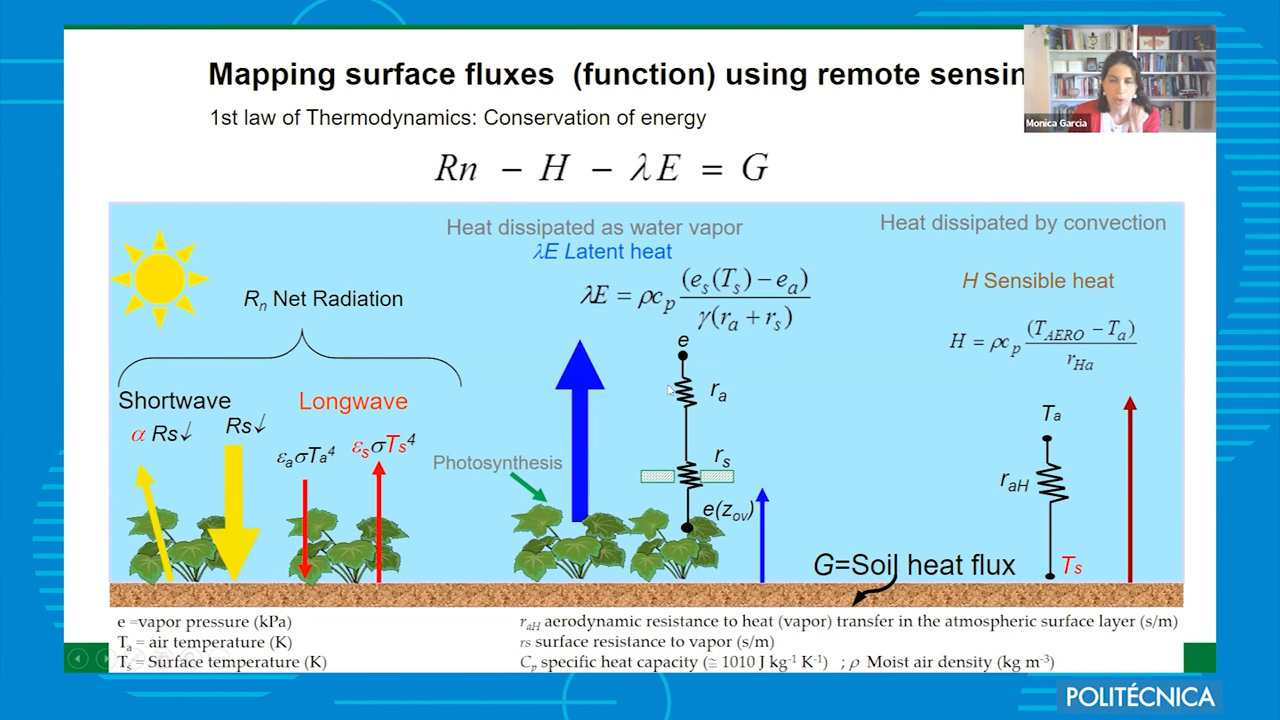 Mapping surface fluxes (function) using remote sensin
Monica Garcia
1st law of Thermodynamics: Conservation of energy
Rn − H − λE = G
Heat dissipated as water vapor
λE Latent heat
λE = ρc_p (e_s(T_s) − e_a) / γ(r_a + r_s)
Heat dissipated by convection
H Sensible heat
H = ρc_p (T_AERO − T_a) / r_Ha
R_n Net Radiation
Shortwave
α Rs↓
Rs↓
Longwave
ε_aσTa⁴
ε_sσTs⁴
Photosynthesis
e
r_a
r_s
e(z_ov)
T_a
r_aH
T_s
G=Soil heat flux
e =vapor pressure (kPa)
T_a = air temperature (K)
T_s = Surface temperature (K)
r_aH aerodynamic resistance to heat (vapor) transfer in the atmospheric surface layer (s/m)
rs surface resistance to vapor (s/m)
C_p specific heat capacity (≅ 1010 J kg⁻¹ K⁻¹) ; ρ Moist air density (kg m⁻³)
POLITÉCNICA